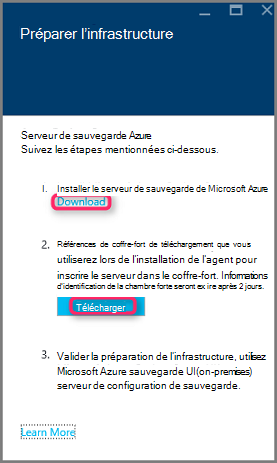 Préparer l'infrastructure
Serveur de sauvegarde Azure
Suivez les étapes mentionnées ci-dessous.
1. Installer le serveur de sauvegarde de Microsoft Azure
Download
2. Références de coffre-fort de téléchargement que vous
utiliserez lors de l'installation de l'agent pour
inscrire le serveur dans le coffre-fort. Informations
d'identification de la chambre forte seront ex ire après 2 jours.
Télécharger
3. Valider la préparation de l'infrastructure, utilisez
Microsoft Azure sauvegarde UI(on-premises)
serveur de configuration de sauvegarde.
Learn More